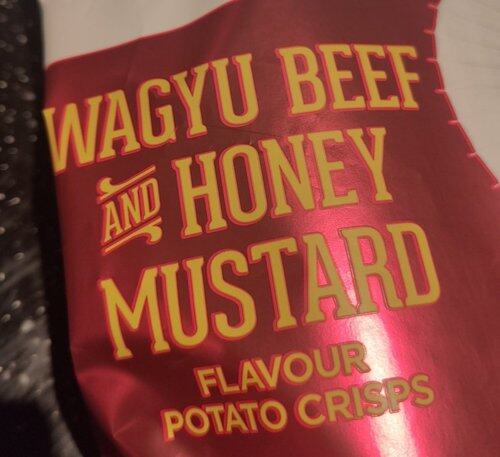 WAGYU BEEF
AND HONEY
MUSTARD
FLAVOUR
POTATO CRISPS